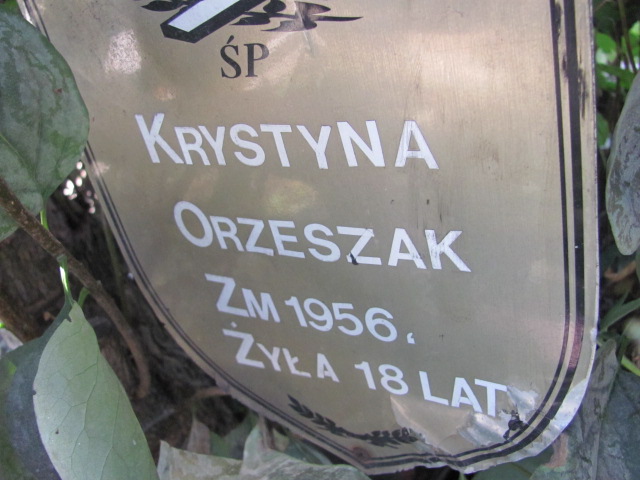 ŚP
KRYSTYNA
ORZESZAK
ZM 1956.
ŻYŁA 18 LAT